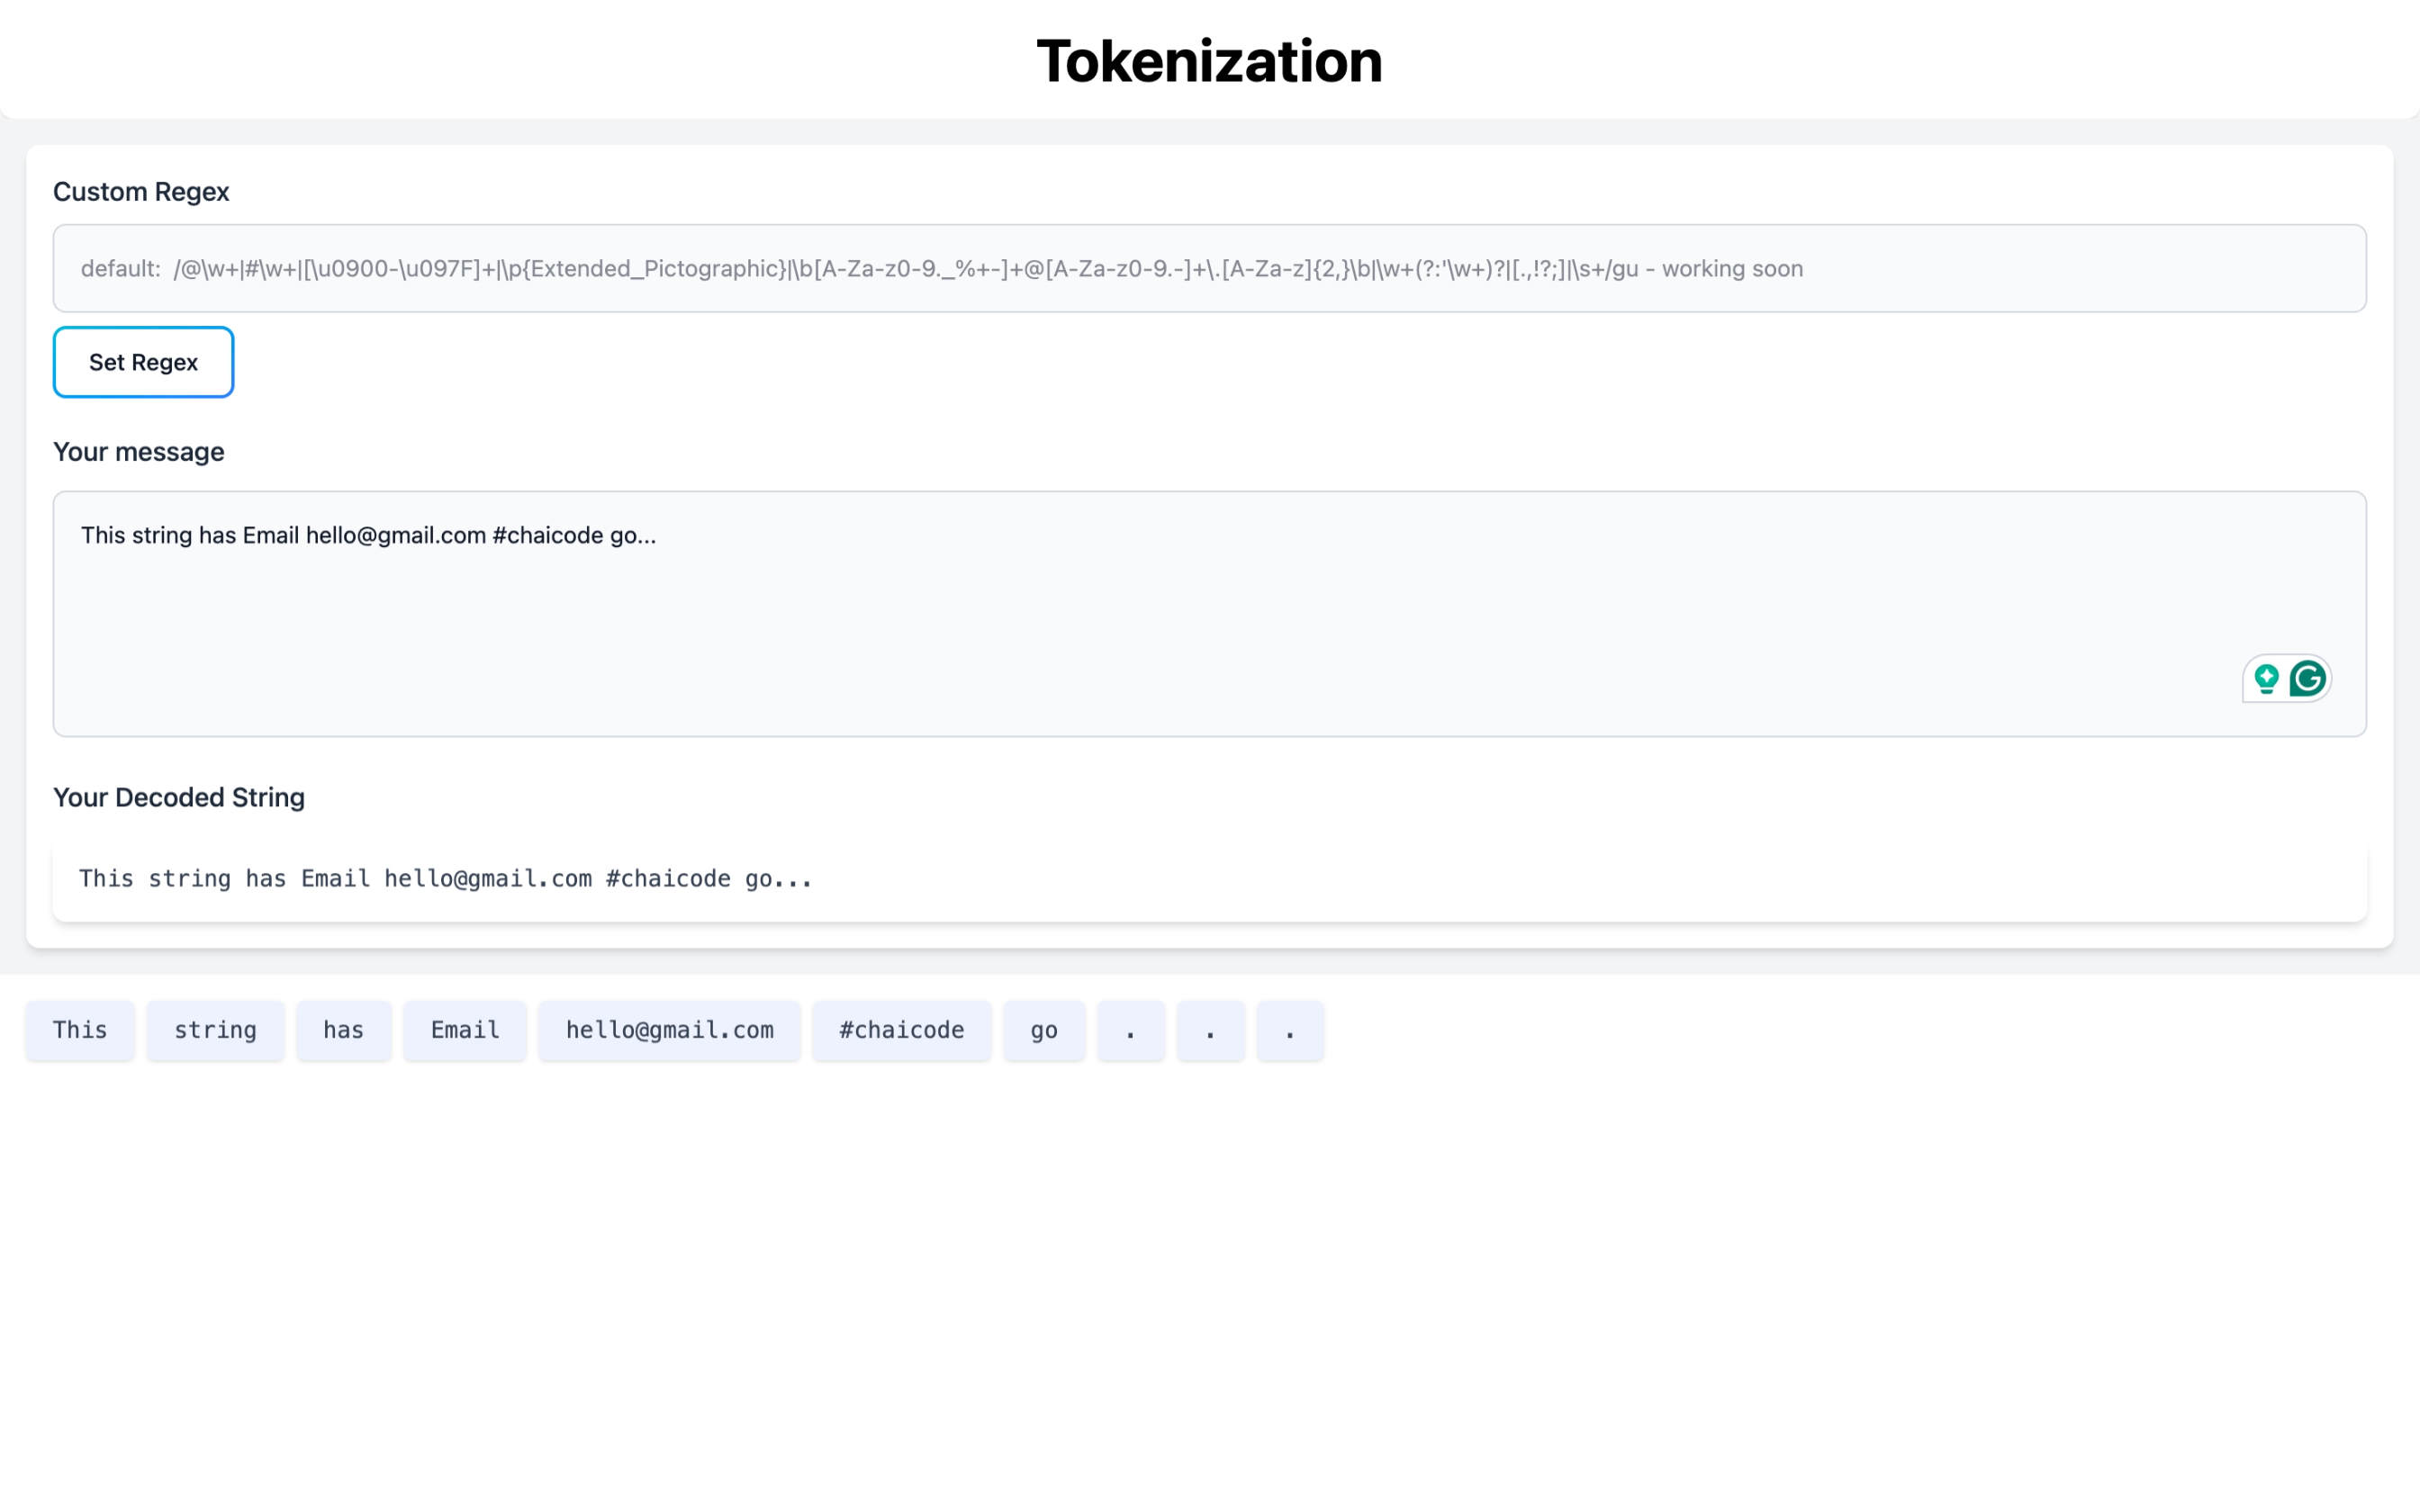 Tokenization
Custom Regex
default:  /@\w+|#\w+|[\u0900-\u097F]+|\p{Extended_Pictographic}|\b[A-Za-z0-9._%+-]+@[A-Za-z0-9.-]+\.[A-Za-z]{2,}\b|\w+(?:'\w+)?|[.,!?;]|\s+/gu - working soon
Set Regex
Your message
This string has Email hello@gmail.com #chaicode go...
Your Decoded String
This string has Email hello@gmail.com #chaicode go...
This string has Email hello@gmail.com #chaicode go . . .